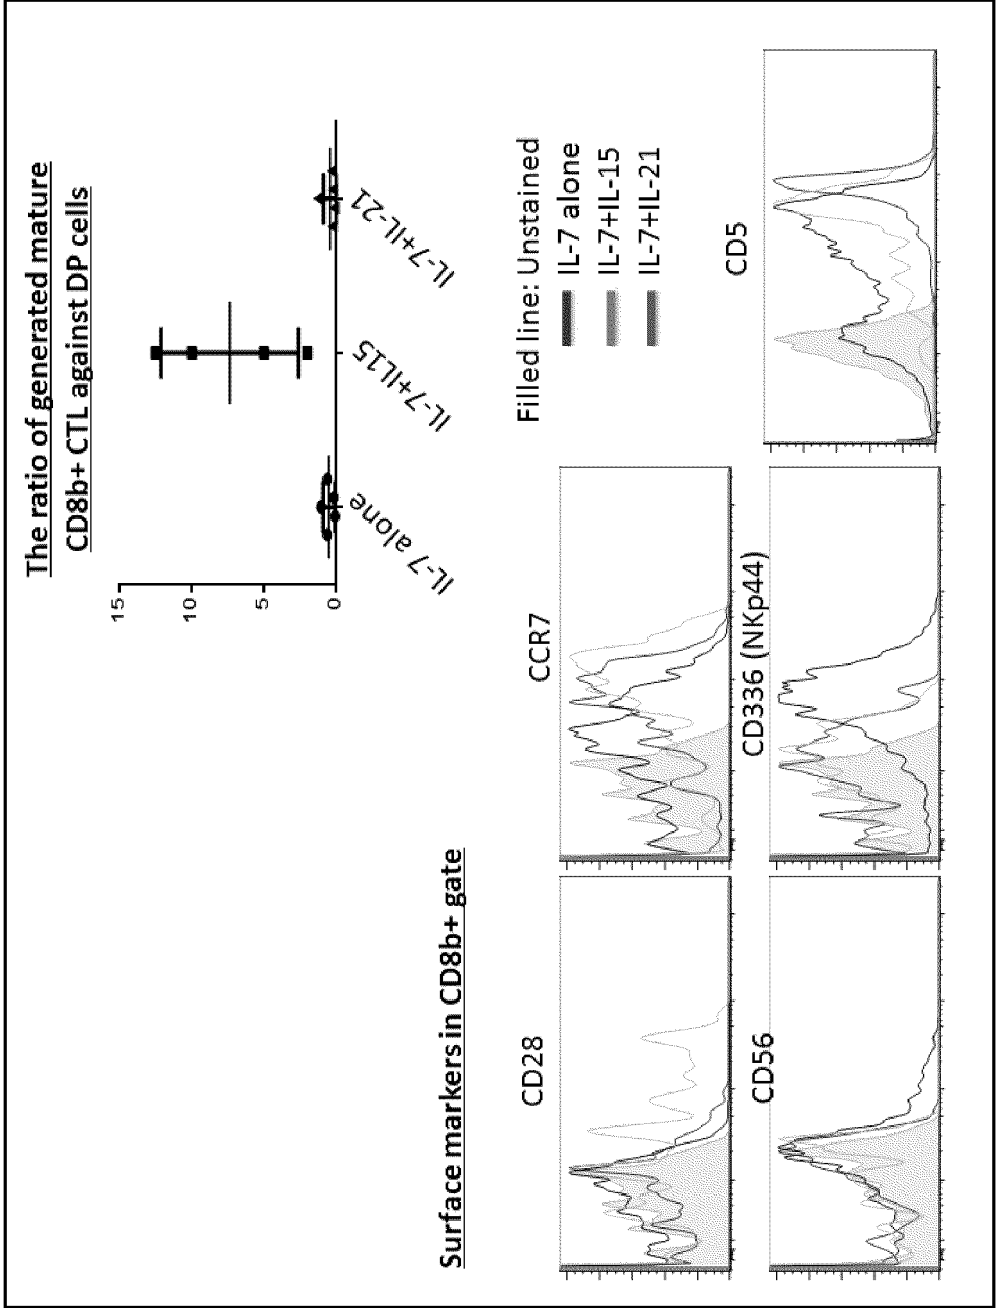 The ratio of generated mature
CD8b+ CTL against DP cells
15
10
5
0
IL-7 alone
IL-7+IL15
IL-7+IL-21
Surface markers in CD8b+ gate
Filled line: Unstained
IL-7 alone
IL-7+IL-15
IL-7+IL-21
CD28
CCR7
CD56
CD336 (NKp44)
CD5